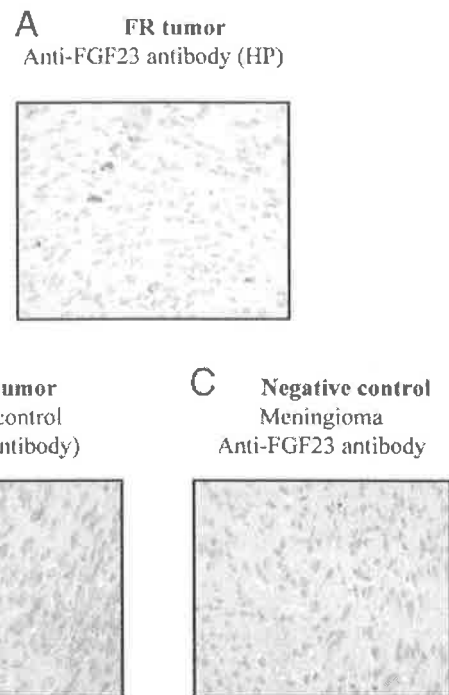 A FR tumor
Anti-FGF23 antibody (HP)
umor
control
ntibody)
C Negative control
Meningioma
Anti-FGF23 antibody